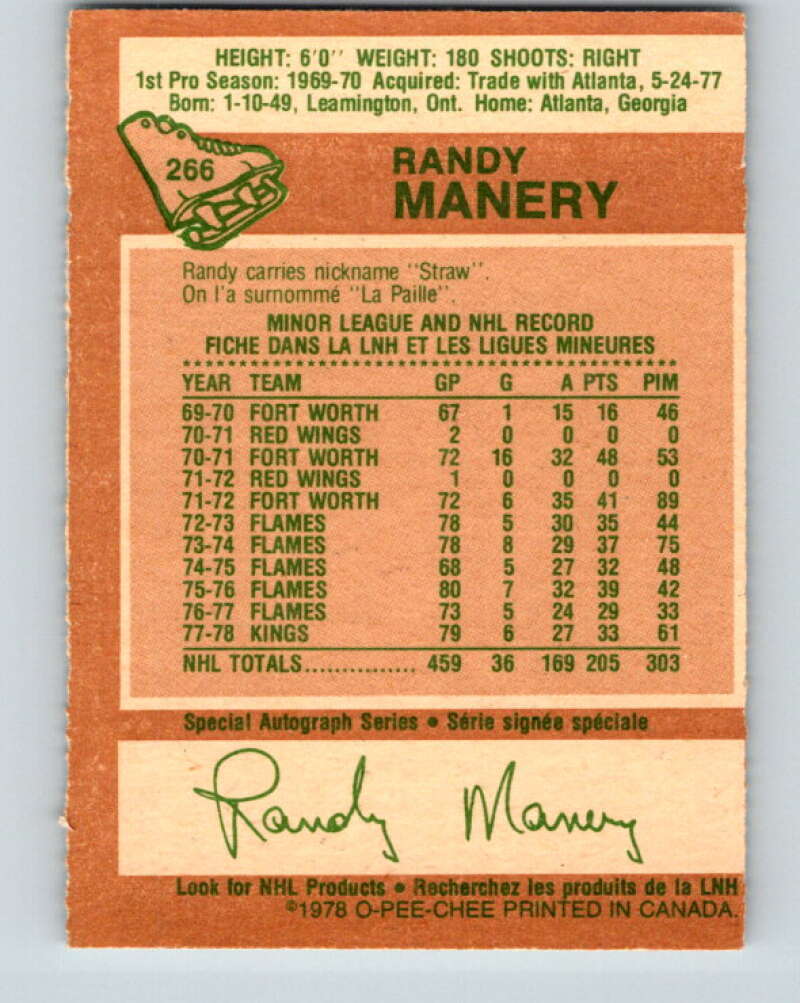 HEIGHT: 6'0'' WEIGHT: 180 SHOOTS: RIGHT
1st Pro Season: 1969-70 Acquired: Trade with Atlanta, 5-24-77
Born: 1-10-49, Leamington, Ont. Home: Atlanta, Georgia
266
RANDY
MANERY
Randy carries nickname ''Straw''.
On l'a surnommé ''La Paille''.
MINOR LEAGUE AND NHL RECORD
FICHE DANS LA LNH ET LES LIGUES MINEURES
YEAR TEAM GP G A PTS PIM
69-70 FORT WORTH 67 1 15 16 46
70-71 RED WINGS 2 0 0 0 0
70-71 FORT WORTH 72 16 32 48 53
71-72 RED WINGS 1 0 0 0 0
71-72 FORT WORTH 72 6 35 41 89
72-73 FLAMES 78 5 30 35 44
73-74 FLAMES 78 8 29 37 75
74-75 FLAMES 68 5 27 32 48
75-76 FLAMES 80 7 32 39 42
76-77 FLAMES 73 5 24 29 33
77-78 KINGS 79 6 27 33 61
NHL TOTALS............... 459 36 169 205 303
Special Autograph Series • Série signée spéciale
Randy Manery
Look for NHL Products • Recherchez les produits de la LNH
©1978 O-PEE-CHEE PRINTED IN CANADA.